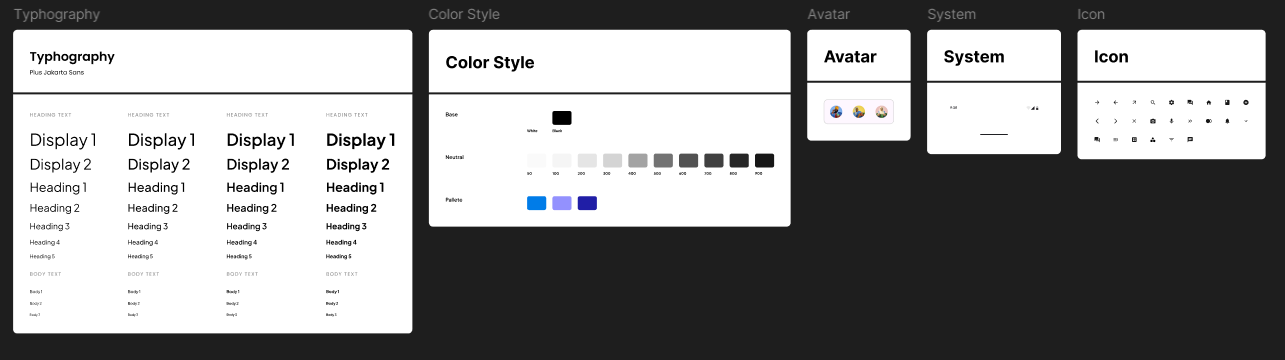 Typhography
Typhography
Plus Jakarta Sans
HEADING TEXT HEADING TEXT HEADING TEXT HEADING TEXT
Display 1 Display 1 Display 1 Display 1
Display 2 Display 2 Display 2 Display 2
Heading 1 Heading 1 Heading 1 Heading 1
Heading 2 Heading 2 Heading 2 Heading 2
Heading 3 Heading 3 Heading 3 Heading 3
Heading 4 Heading 4 Heading 4 Heading 4
Heading 5 Heading 5 Heading 5 Heading 5
BODY TEXT BODY TEXT BODY TEXT BODY TEXT
Body 1 Body 1 Body 1 Body 1
Body 2 Body 2 Body 2 Body 2
Body 3 Body 3 Body 3 Body 3
Color Style
Color Style
Base
White Black
Neutral
50 100 200 300 400 500 600 700 800 900
Pallete
Avatar
Avatar
System
System
Icon
Icon